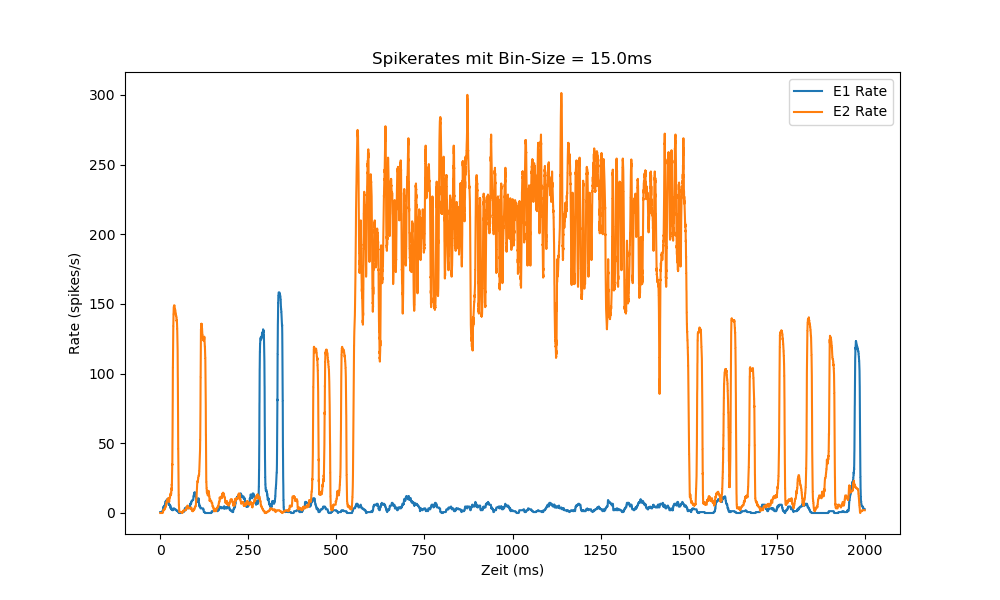 Spikerates mit Bin-Size = 15.0ms
E1 Rate
E2 Rate
Rate (spikes/s)
300
250
200
150
100
50
0
0 250 500 750 1000 1250 1500 1750 2000
Zeit (ms)